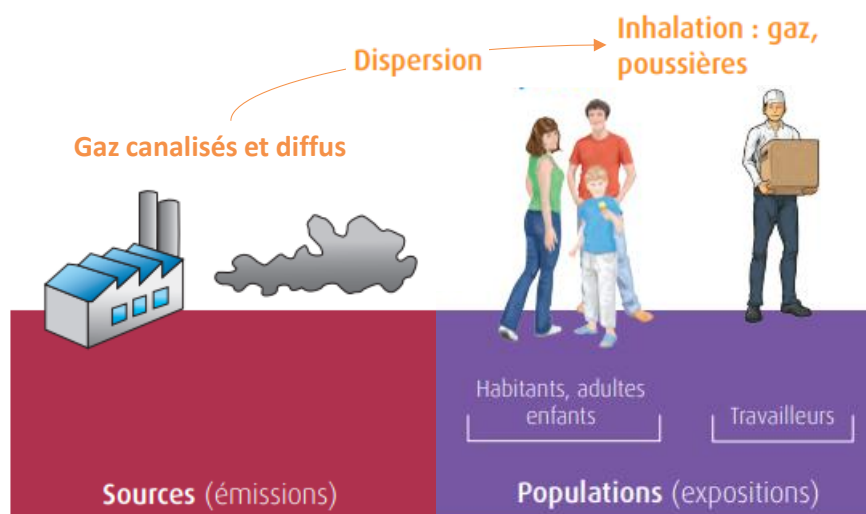 Inhalation : gaz,
poussières
Dispersion
Gaz canalisés et diffus
Habitants, adultes
enfants
Travailleurs
Sources (émissions)
Populations (expositions)